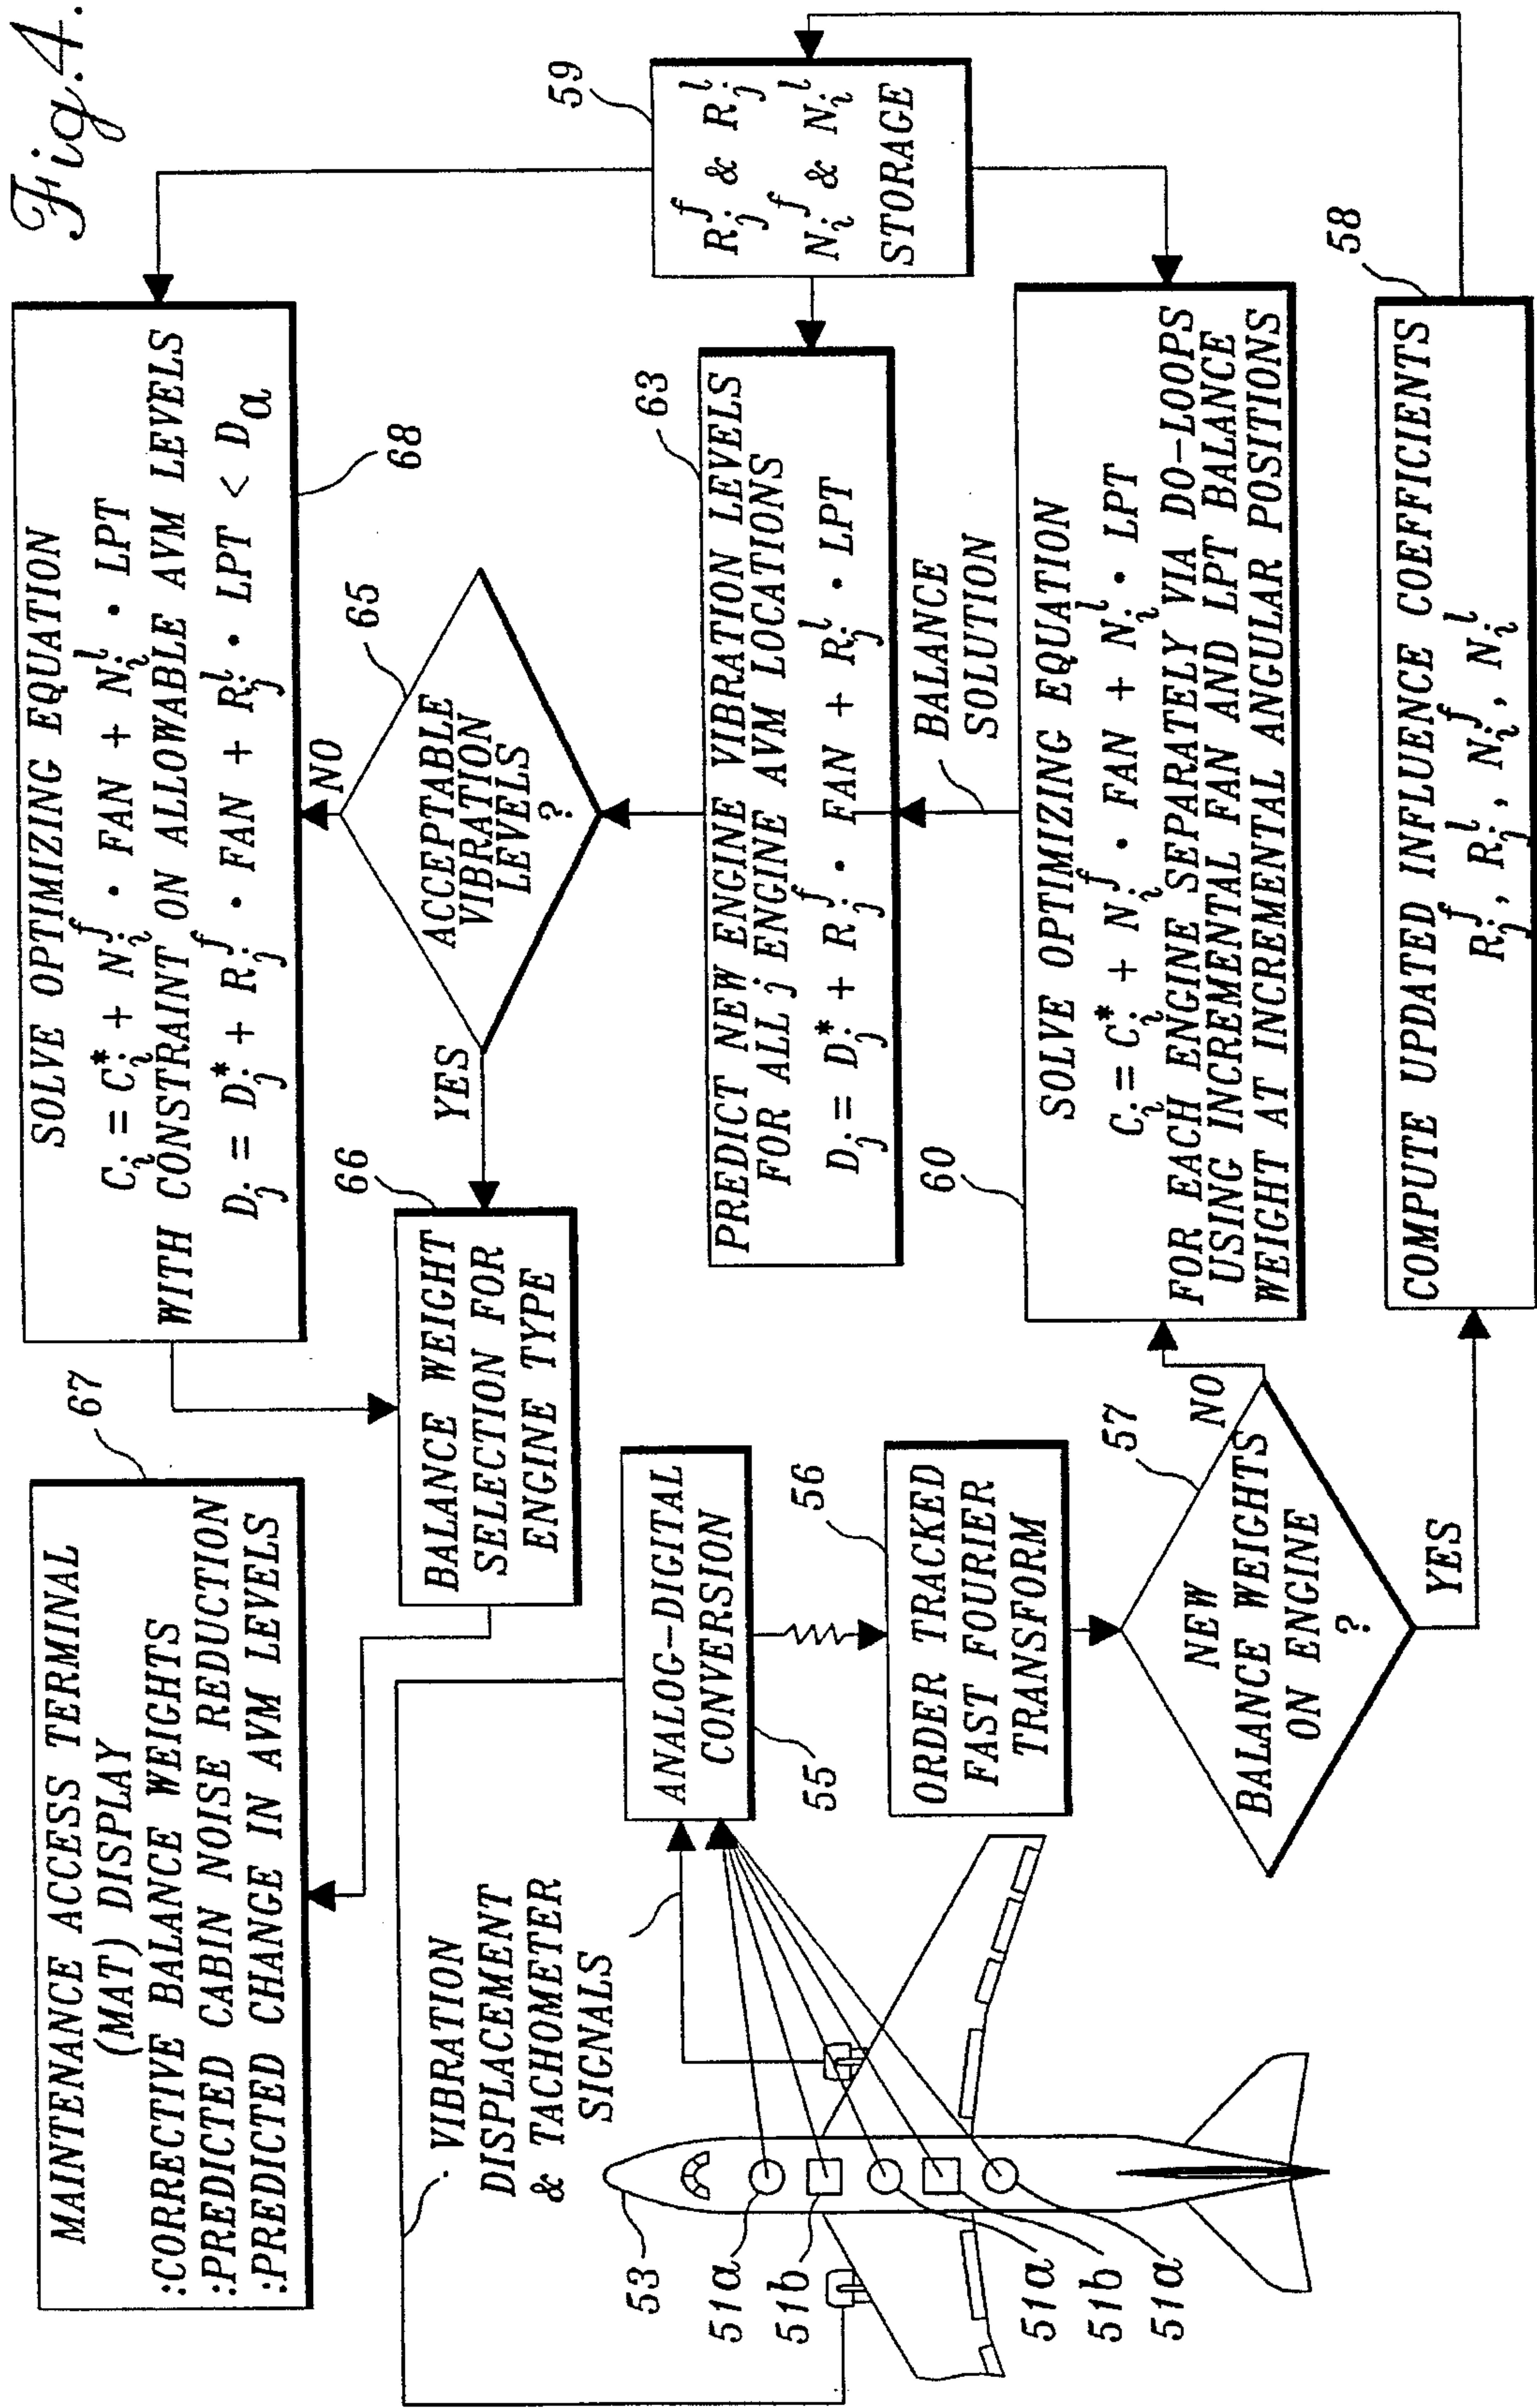 Fig. 4.
MAINTENANCE ACCESS TERMINAL
(MAT) DISPLAY
:CORRECTIVE BALANCE WEIGHTS
:PREDICTED CABIN NOISE REDUCTION
:PREDICTED CHANGE IN AVM LEVELS
67
SOLVE OPTIMIZING EQUATION
C_i = C_i^* + N_i^f · FAN + N_i^l · LPT
WITH CONSTRAINT ON ALLOWABLE AVM LEVELS
D_j = D_j^* + R_j^f · FAN + R_j^l · LPT < D_a
68
BALANCE WEIGHT
SELECTION FOR
ENGINE TYPE
66
YES
ACCEPTABLE
VIBRATION
LEVELS
?
65
NO
VIBRATION
DISPLACEMENT
& TACHOMETER
SIGNALS
ANALOG-DIGITAL
CONVERSION
55
PREDICT NEW ENGINE VIBRATION LEVELS
FOR ALL j ENGINE AVM LOCATIONS
D_j = D_j^* + R_j^f · FAN + R_j^l · LPT
63
R_j^f & R_j^l
N_i^f & N_i^l
STORAGE
59
BALANCE
SOLUTION
53
51a
51b
51a
51b
51a
ORDER TRACKED
FAST FOURIER
TRANSFORM
56
NEW
BALANCE WEIGHTS
ON ENGINE
?
57
NO
YES
60
SOLVE OPTIMIZING EQUATION
C_i = C_i^* + N_i^f · FAN + N_i^l · LPT
FOR EACH ENGINE SEPARATELY VIA DO-LOOPS
USING INCREMENTAL FAN AND LPT BALANCE
WEIGHT AT INCREMENTAL ANGULAR POSITIONS
COMPUTE UPDATED INFLUENCE COEFFICIENTS
R_j^f, R_j^l, N_i^f, N_i^l
58